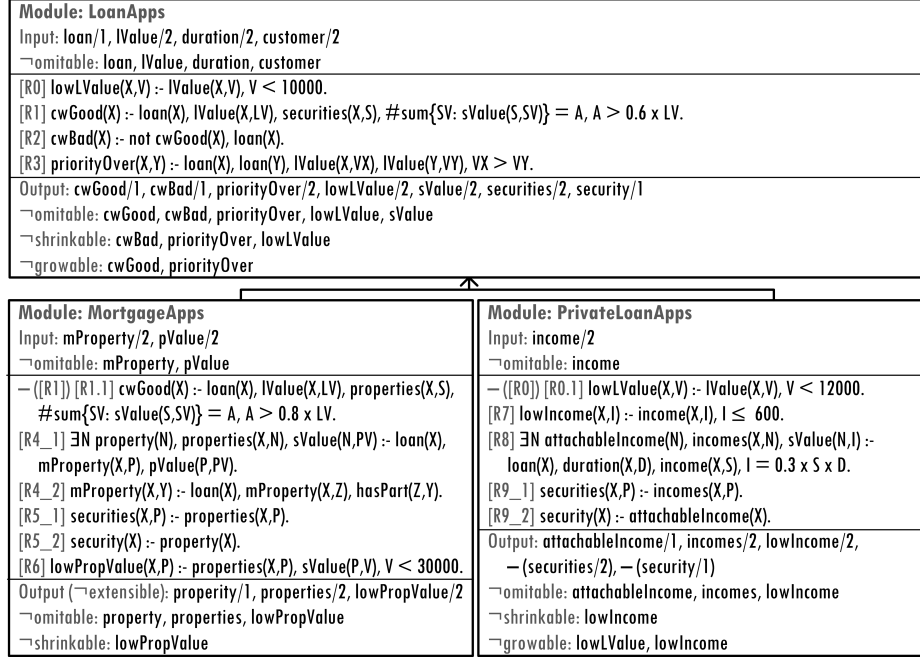 Module: LoanApps
Input: loan/1, lValue/2, duration/2, customer/2
¬omitable: loan, lValue, duration, customer
[R0] lowLValue(X,V) :- lValue(X,V), V < 10000.
[R1] cwGood(X) :- loan(X), lValue(X,LV), securities(X,S), #sum{SV: sValue(S,SV)} = A, A > 0.6 x LV.
[R2] cwBad(X) :- not cwGood(X), loan(X).
[R3] priorityOver(X,Y) :- loan(X), loan(Y), lValue(X,VX), lValue(Y,VY), VX > VY.
Output: cwGood/1, cwBad/1, priorityOver/2, lowLValue/2, sValue/2, securities/2, security/1
¬omitable: cwGood, cwBad, priorityOver, lowLValue, sValue
¬shrinkable: cwBad, priorityOver, lowLValue
¬growable: cwGood, priorityOver
Module: MortgageApps
Input: mProperty/2, pValue/2
¬omitable: mProperty, pValue
– ([R1]) [R1.1] cwGood(X) :- loan(X), lValue(X,LV), properties(X,S),
#sum{SV: sValue(S,SV)} = A, A > 0.8 x LV.
[R4_1] ∃N property(N), properties(X,N), sValue(N,PV) :- loan(X),
mProperty(X,P), pValue(P,PV).
[R4_2] mProperty(X,Y) :- loan(X), mProperty(X,Z), hasPart(Z,Y).
[R5_1] securities(X,P) :- properties(X,P).
[R5_2] security(X) :- property(X).
[R6] lowPropValue(X,P) :- properties(X,P), sValue(P,V), V < 30000.
Output (¬extensible): properity/1, properties/2, lowPropValue/2
¬omitable: property, properties, lowPropValue
¬shrinkable: lowPropValue
Module: PrivateLoanApps
Input: income/2
¬omitable: income
– ([R0]) [R0.1] lowLValue(X,V) :- lValue(X,V), V < 12000.
[R7] lowIncome(X,I) :- income(X,I), I ≤ 600.
[R8] ∃N attachableIncome(N), incomes(X,N), sValue(N,I) :-
loan(X), duration(X,D), income(X,S), I = 0.3 x S x D.
[R9_1] securities(X,P) :- incomes(X,P).
[R9_2] security(X) :- attachableIncome(X).
Output: attachableIncome/1, incomes/2, lowIncome/2,
– (securities/2), – (security/1)
¬omitable: attachableIncome, incomes, lowIncome
¬shrinkable: lowIncome
¬growable: lowLValue, lowIncome